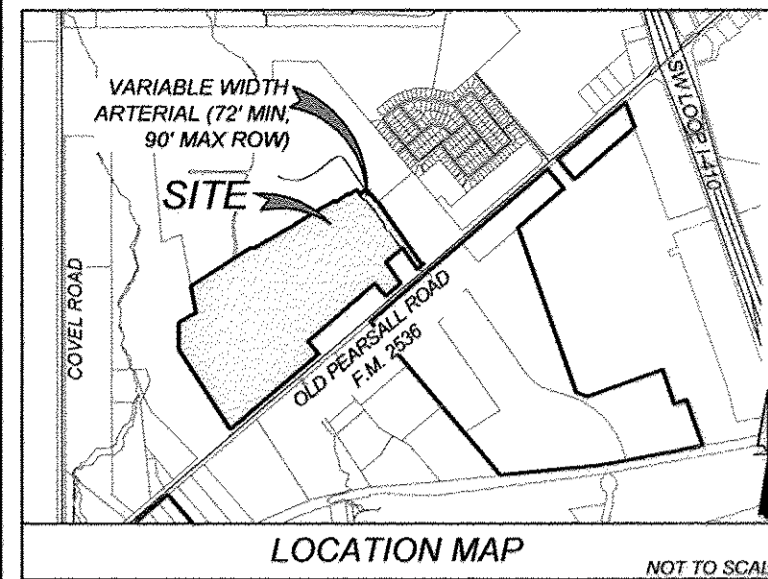 VARIABLE WIDTH
ARTERIAL (72' MIN,
90' MAX ROW)
SITE
COVEL ROAD
SW LOOP I-410
OLD PEARSALL ROAD
F.M. 2536
LOCATION MAP
NOT TO SCAL